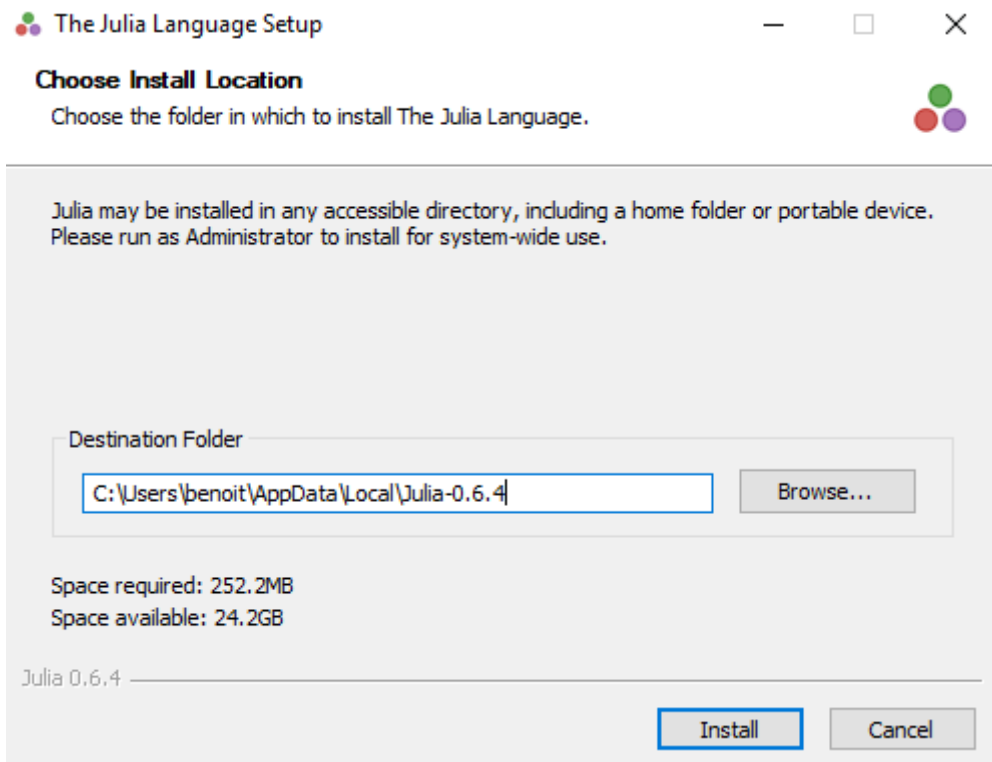 The Julia Language Setup
Choose Install Location
Choose the folder in which to install The Julia Language.
Julia may be installed in any accessible directory, including a home folder or portable device.
Please run as Administrator to install for system-wide use.
Destination Folder
C:\Users\benoit\AppData\Local\Julia-0.6.4
Browse...
Space required: 252.2MB
Space available: 24.2GB
Julia 0.6.4
Install
Cancel